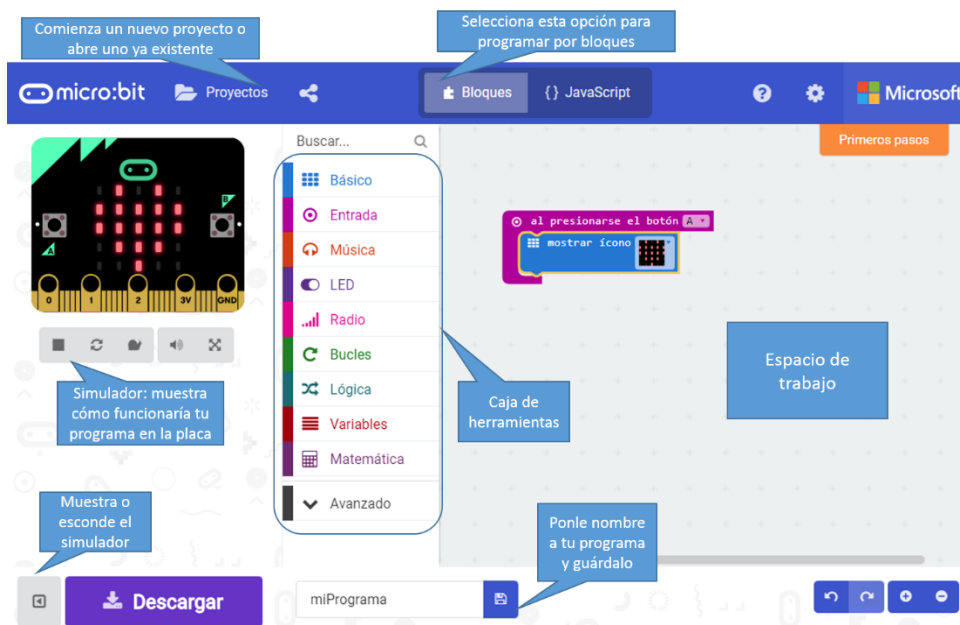 Comienza un nuevo proyecto o
abre uno ya existente
Selecciona esta opción para
programar por bloques
micro:bit
Proyectos
Bloques
{} JavaScript
Microsoft
Buscar...
Primeros pasos
Básico
Entrada
Música
LED
Radio
Bucles
Lógica
Variables
Matemática
Avanzado
B
A
0 1 2 3V GND
al presionarse el botón A
mostrar ícono
Espacio de
trabajo
Simulador: muestra
cómo funcionaría tu
programa en la placa
Caja de
herramientas
Muestra o
esconde el
simulador
Ponle nombre
a tu programa
y guárdalo
Descargar
miPrograma